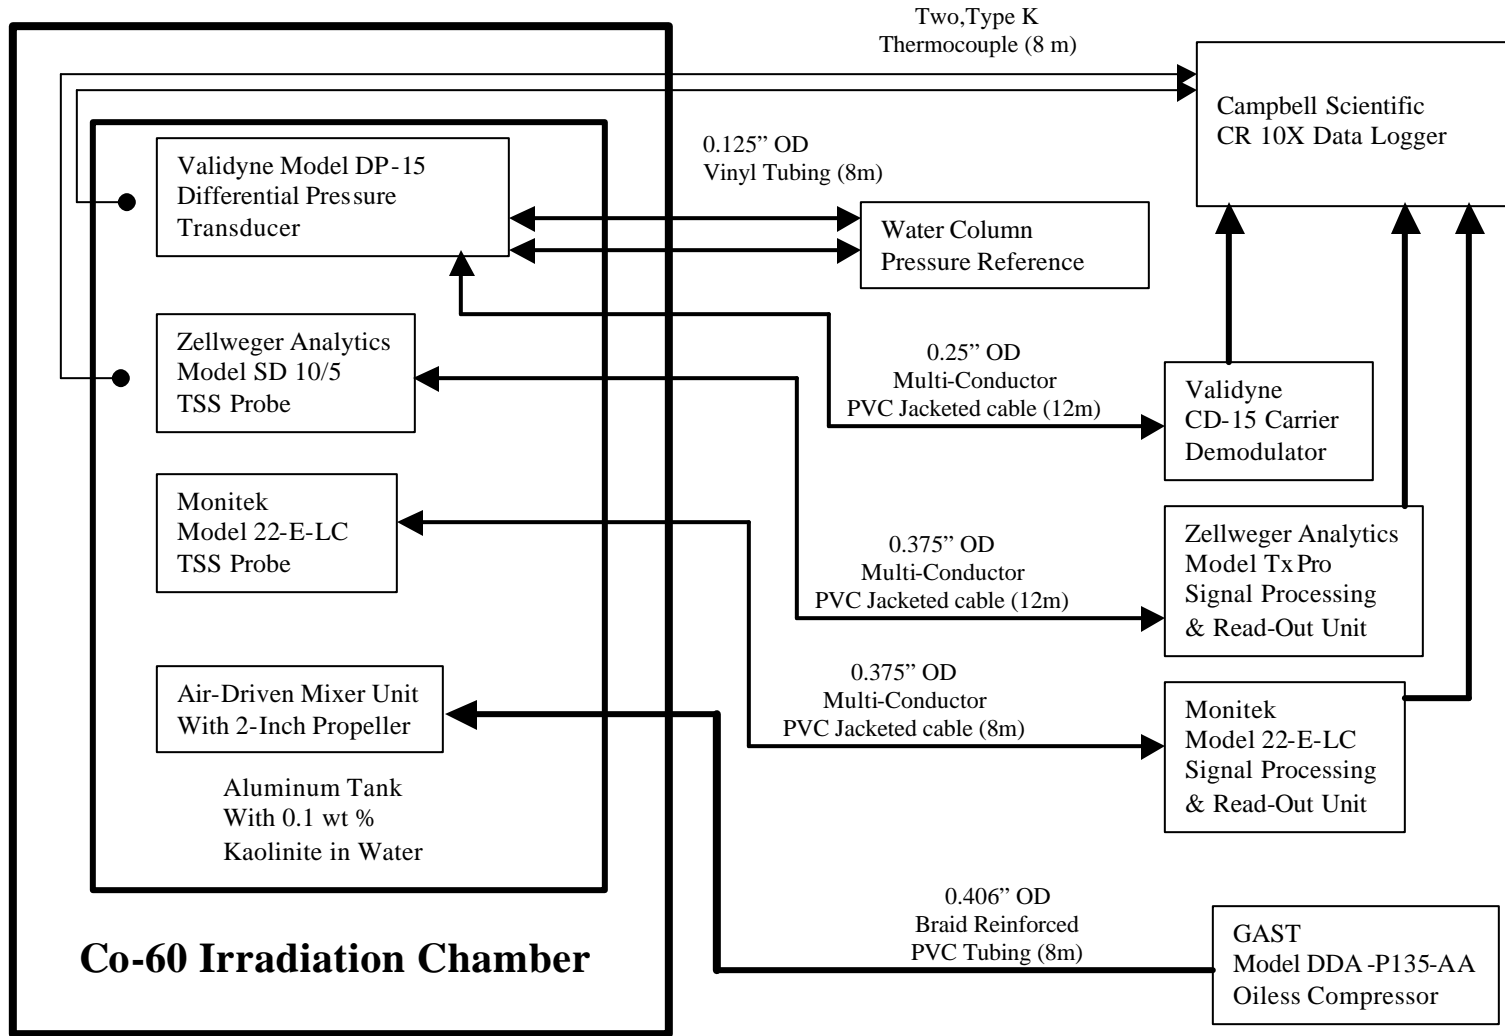 Two,Type K
Thermocouple (8 m)
Campbell Scientific
CR 10X Data Logger
Validyne Model DP-15
Differential Pressure
Transducer
0.125” OD
Vinyl Tubing (8m)
Water Column
Pressure Reference
Zellweger Analytics
Model SD 10/5
TSS Probe
0.25” OD
Multi-Conductor
PVC Jacketed cable (12m)
Validyne
CD-15 Carrier
Demodulator
Monitek
Model 22-E-LC
TSS Probe
0.375” OD
Multi-Conductor
PVC Jacketed cable (12m)
Zellweger Analytics
Model TxPro
Signal Processing
& Read-Out Unit
Air-Driven Mixer Unit
With 2-Inch Propeller
0.375” OD
Multi-Conductor
PVC Jacketed cable (8m)
Monitek
Model 22-E-LC
Signal Processing
& Read-Out Unit
Aluminum Tank
With 0.1 wt %
Kaolinite in Water
0.406” OD
Braid Reinforced
PVC Tubing (8m)
GAST
Model DDA-P135-AA
Oiless Compressor
Co-60 Irradiation Chamber